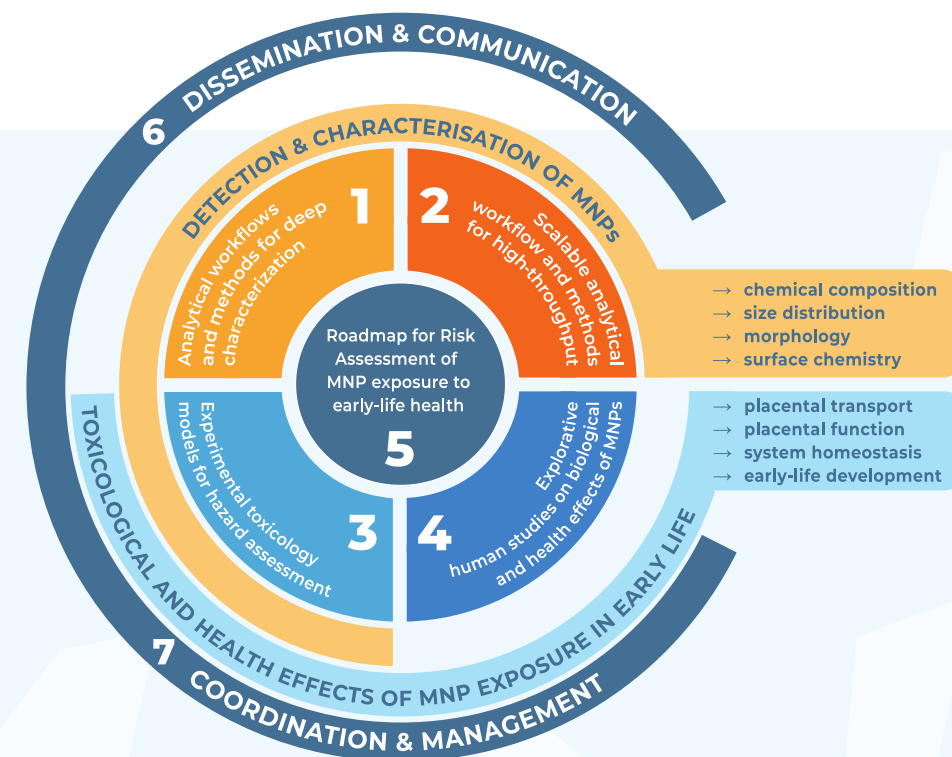 6 DISSEMINATION & COMMUNICATION
DETECTION & CHARACTERISATION OF MNPs
1
Analytical workflows
and methods for deep
characterization
2
Scalable analytical
workflow and methods
for high-throughput
→ chemical composition
→ size distribution
→ morphology
→ surface chemistry
Roadmap for Risk
Assessment of
MNP exposure to
early-life health
5
3
Experimental toxicology
models for hazard assessment
4
Explorative
human studies on biological
and health effects of MNPs
→ placental transport
→ placental function
→ system homeostasis
→ early-life development
TOXICOLOGICAL AND HEALTH EFFECTS OF MNP EXPOSURE IN EARLY LIFE
7 COORDINATION & MANAGEMENT